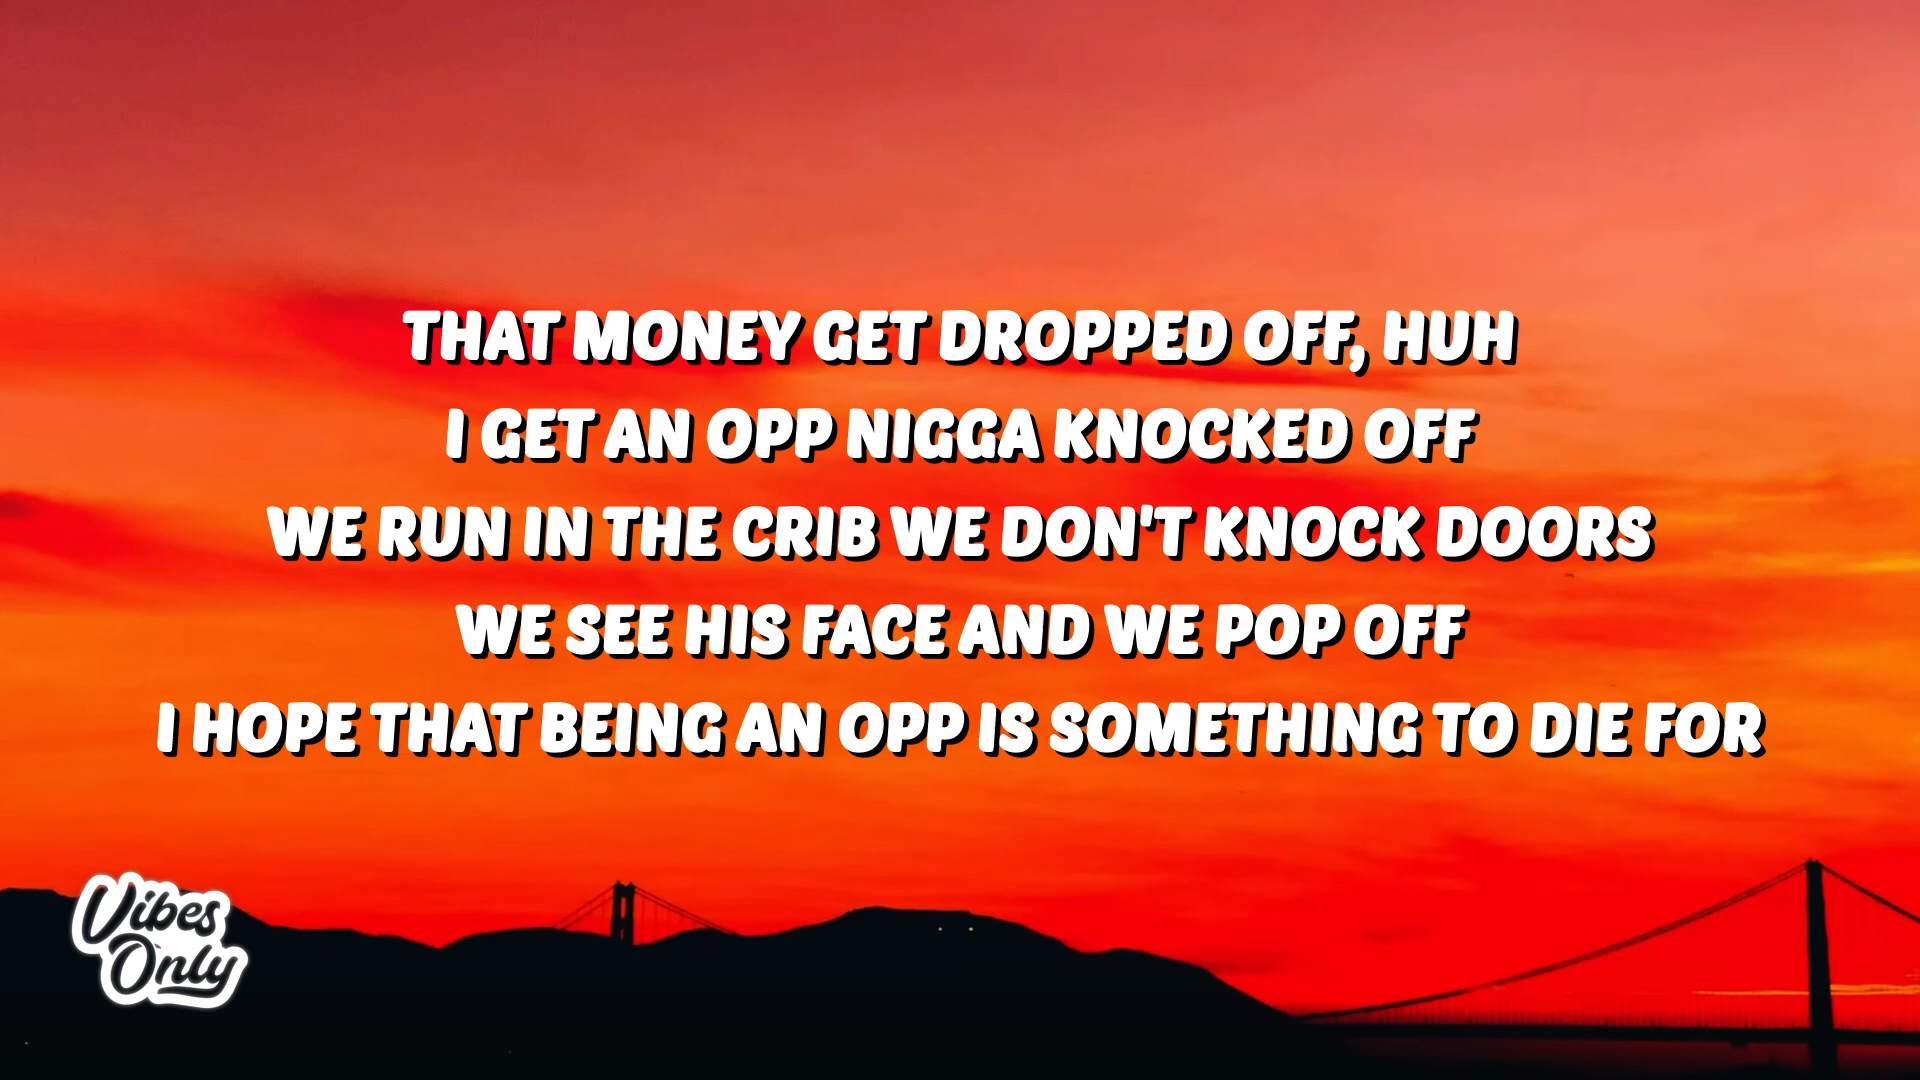 THAT MONEY GET DROPPED OFF, HUH
I GET AN OPP NIGGA KNOCKED OFF
WE RUN IN THE CRIB WE DON'T KNOCK DOORS
WE SEE HIS FACE AND WE POP OFF
I HOPE THAT BEING AN OPP IS SOMETHING TO DIE FOR
Vibes
Only